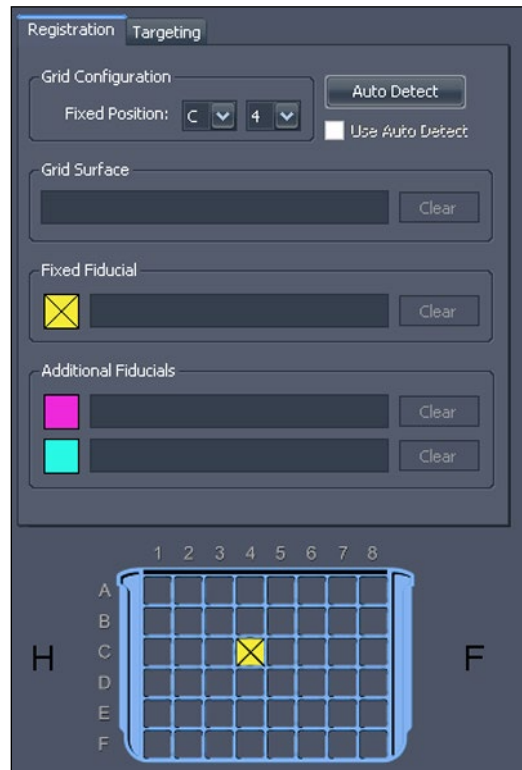 Registration Targeting
Grid Configuration
Fixed Position: C 4
Auto Detect
Use Auto Detect
Grid Surface
Clear
Fixed Fiducial
Clear
Additional Fiducials
Clear
Clear
1 2 3 4 5 6 7 8
A
B
H C F
D
E
F